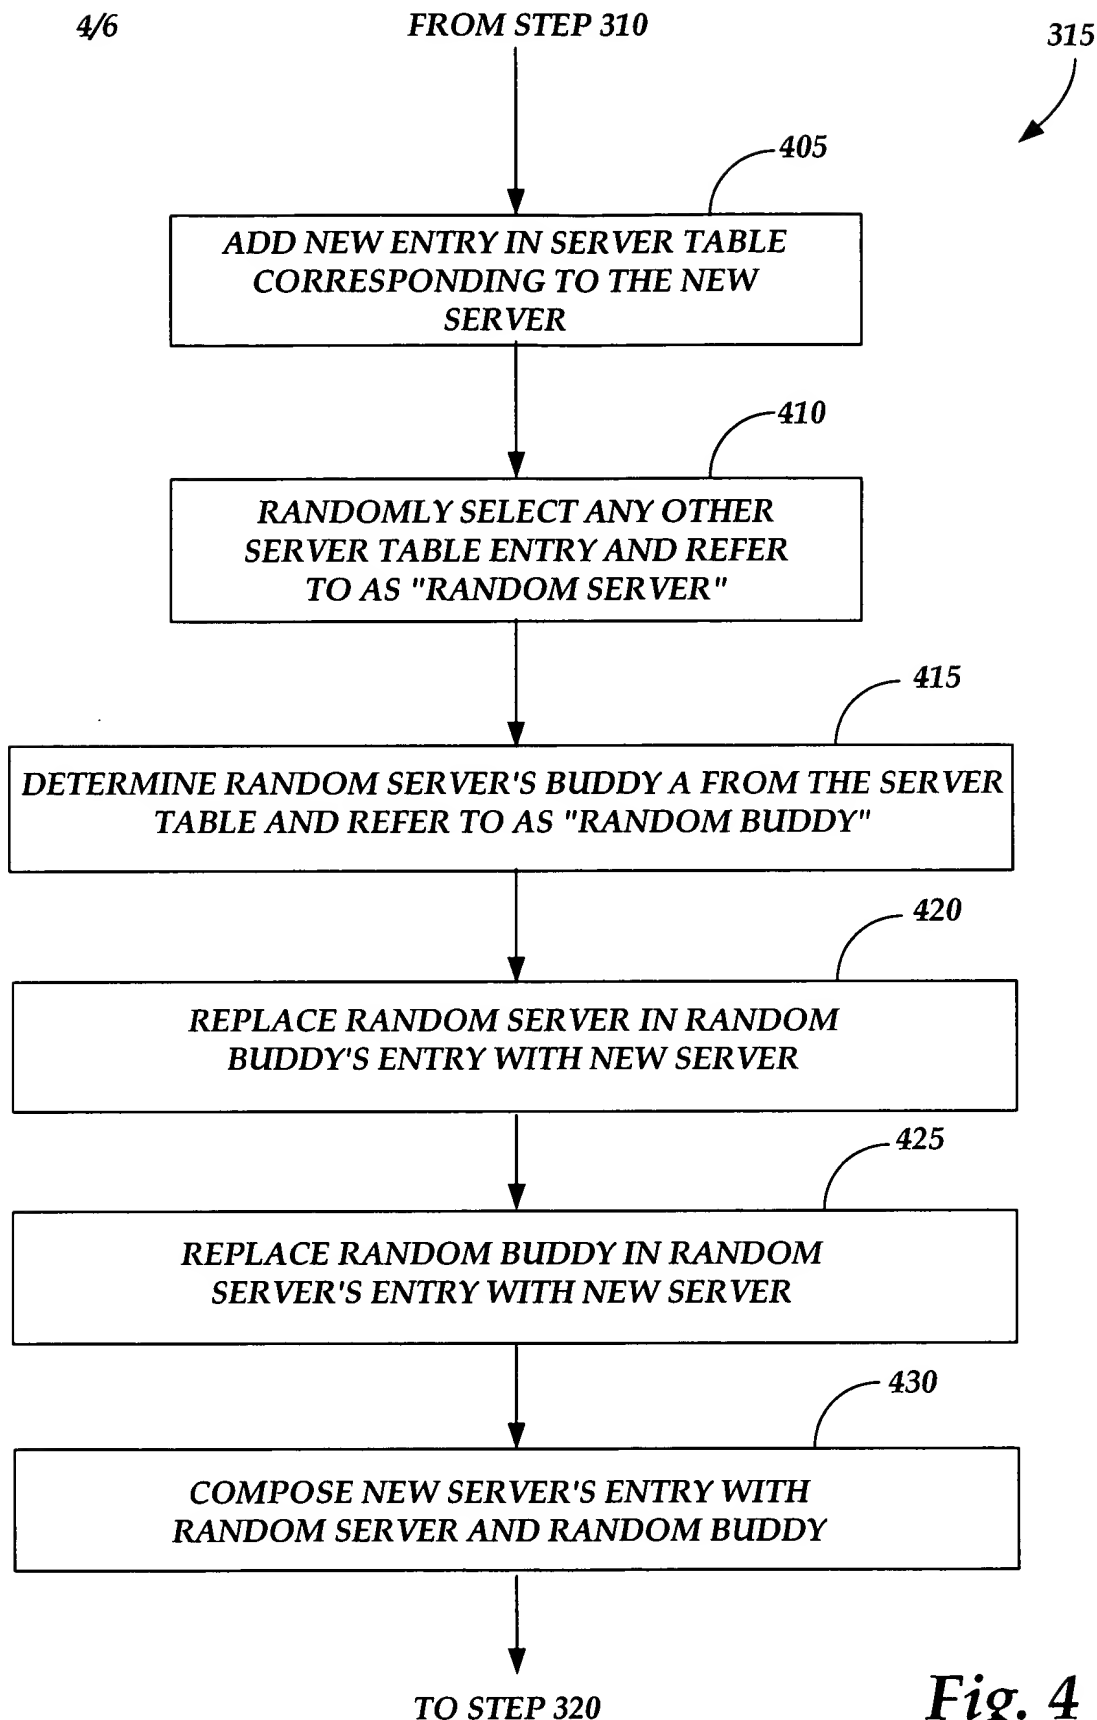 4/6
FROM STEP 310
315
405
ADD NEW ENTRY IN SERVER TABLE
CORRESPONDING TO THE NEW
SERVER
410
RANDOMLY SELECT ANY OTHER
SERVER TABLE ENTRY AND REFER
TO AS "RANDOM SERVER"
415
DETERMINE RANDOM SERVER'S BUDDY A FROM THE SERVER
TABLE AND REFER TO AS "RANDOM BUDDY"
420
REPLACE RANDOM SERVER IN RANDOM
BUDDY'S ENTRY WITH NEW SERVER
425
REPLACE RANDOM BUDDY IN RANDOM
SERVER'S ENTRY WITH NEW SERVER
430
COMPOSE NEW SERVER'S ENTRY WITH
RANDOM SERVER AND RANDOM BUDDY
TO STEP 320
Fig. 4